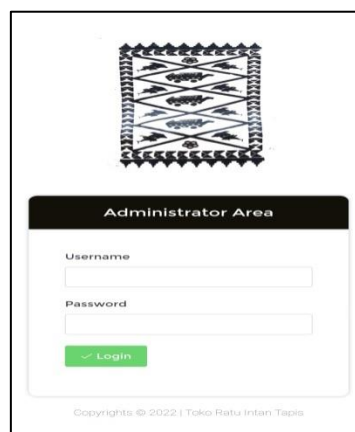 Administrator Area
Username
Password
✓ Login
Copyrights © 2022 | Toko Ratu Intan Tapis